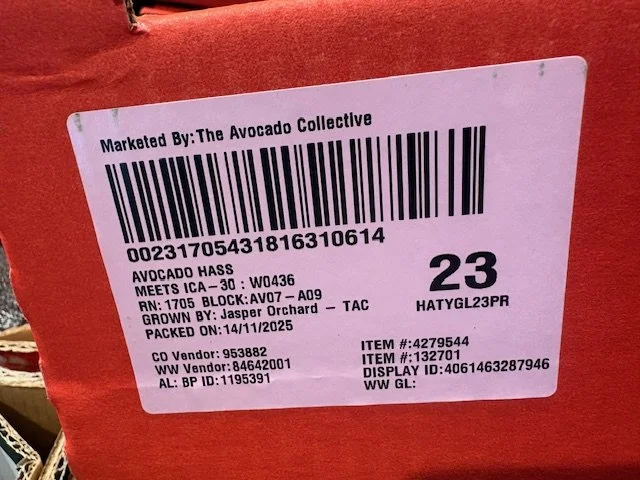 Marketed By: The Avocado Collective
00231705431816310614
AVOCADO HASS
MEETS ICA-30 : W0436
RN: 1705 BLOCK:AV07-A09
GROWN BY: Jasper Orchard - TAC
PACKED ON:14/11/2025
23
HATYGL23PR
CO Vendor: 953882
WW Vendor:84642001
AL: BP ID:1195391
ITEM #:4279544
ITEM #:132701
DISPLAY ID:4061463287946
WW GL: